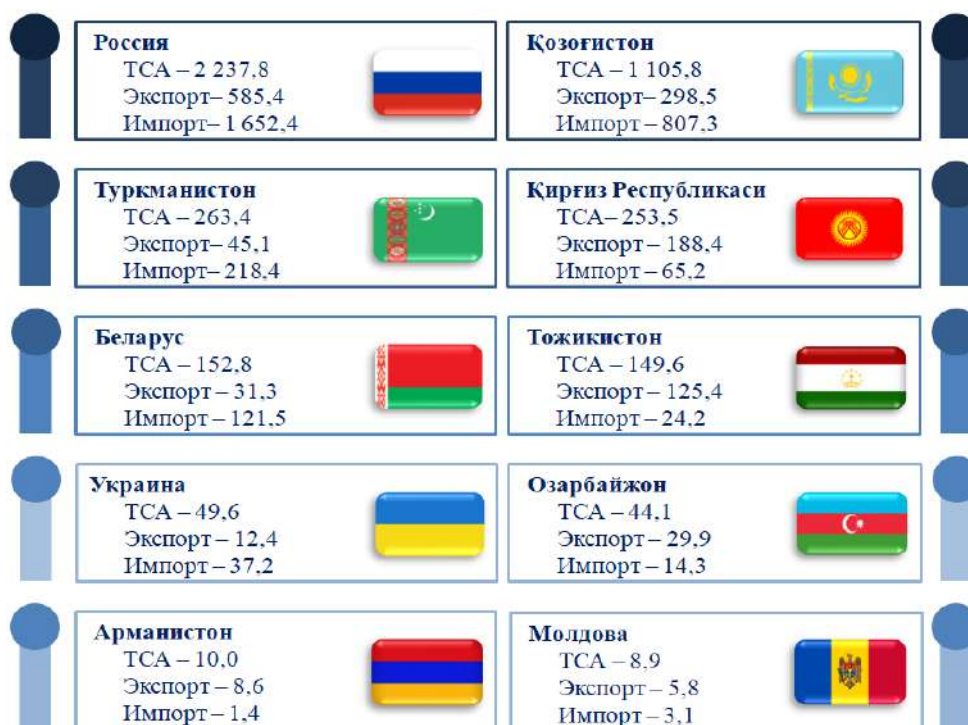 Россия
ТСА – 2 237,8
Экспорт– 585,4
Импорт– 1 652,4
Қозоғистон
ТСА – 1 105,8
Экспорт– 298,5
Импорт – 807,3
Туркманистон
ТСА – 263,4
Экспорт– 45,1
Импорт– 218,4
Қирғиз Республикаси
ТСА– 253,5
Экспорт– 188,4
Импорт– 65,2
Беларус
ТСА – 152,8
Экспорт – 31,3
Импорт – 121,5
Тожикистон
ТСА – 149,6
Экспорт – 125,4
Импорт – 24,2
Украина
ТСА – 49,6
Экспорт – 12,4
Импорт – 37,2
Озарбайжон
ТСА – 44,1
Экспорт – 29,9
Импорт – 14,3
Арманистон
ТСА – 10,0
Экспорт – 8,6
Импорт – 1,4
Молдова
ТСА – 8,9
Экспорт – 5,8
Импорт – 3,1